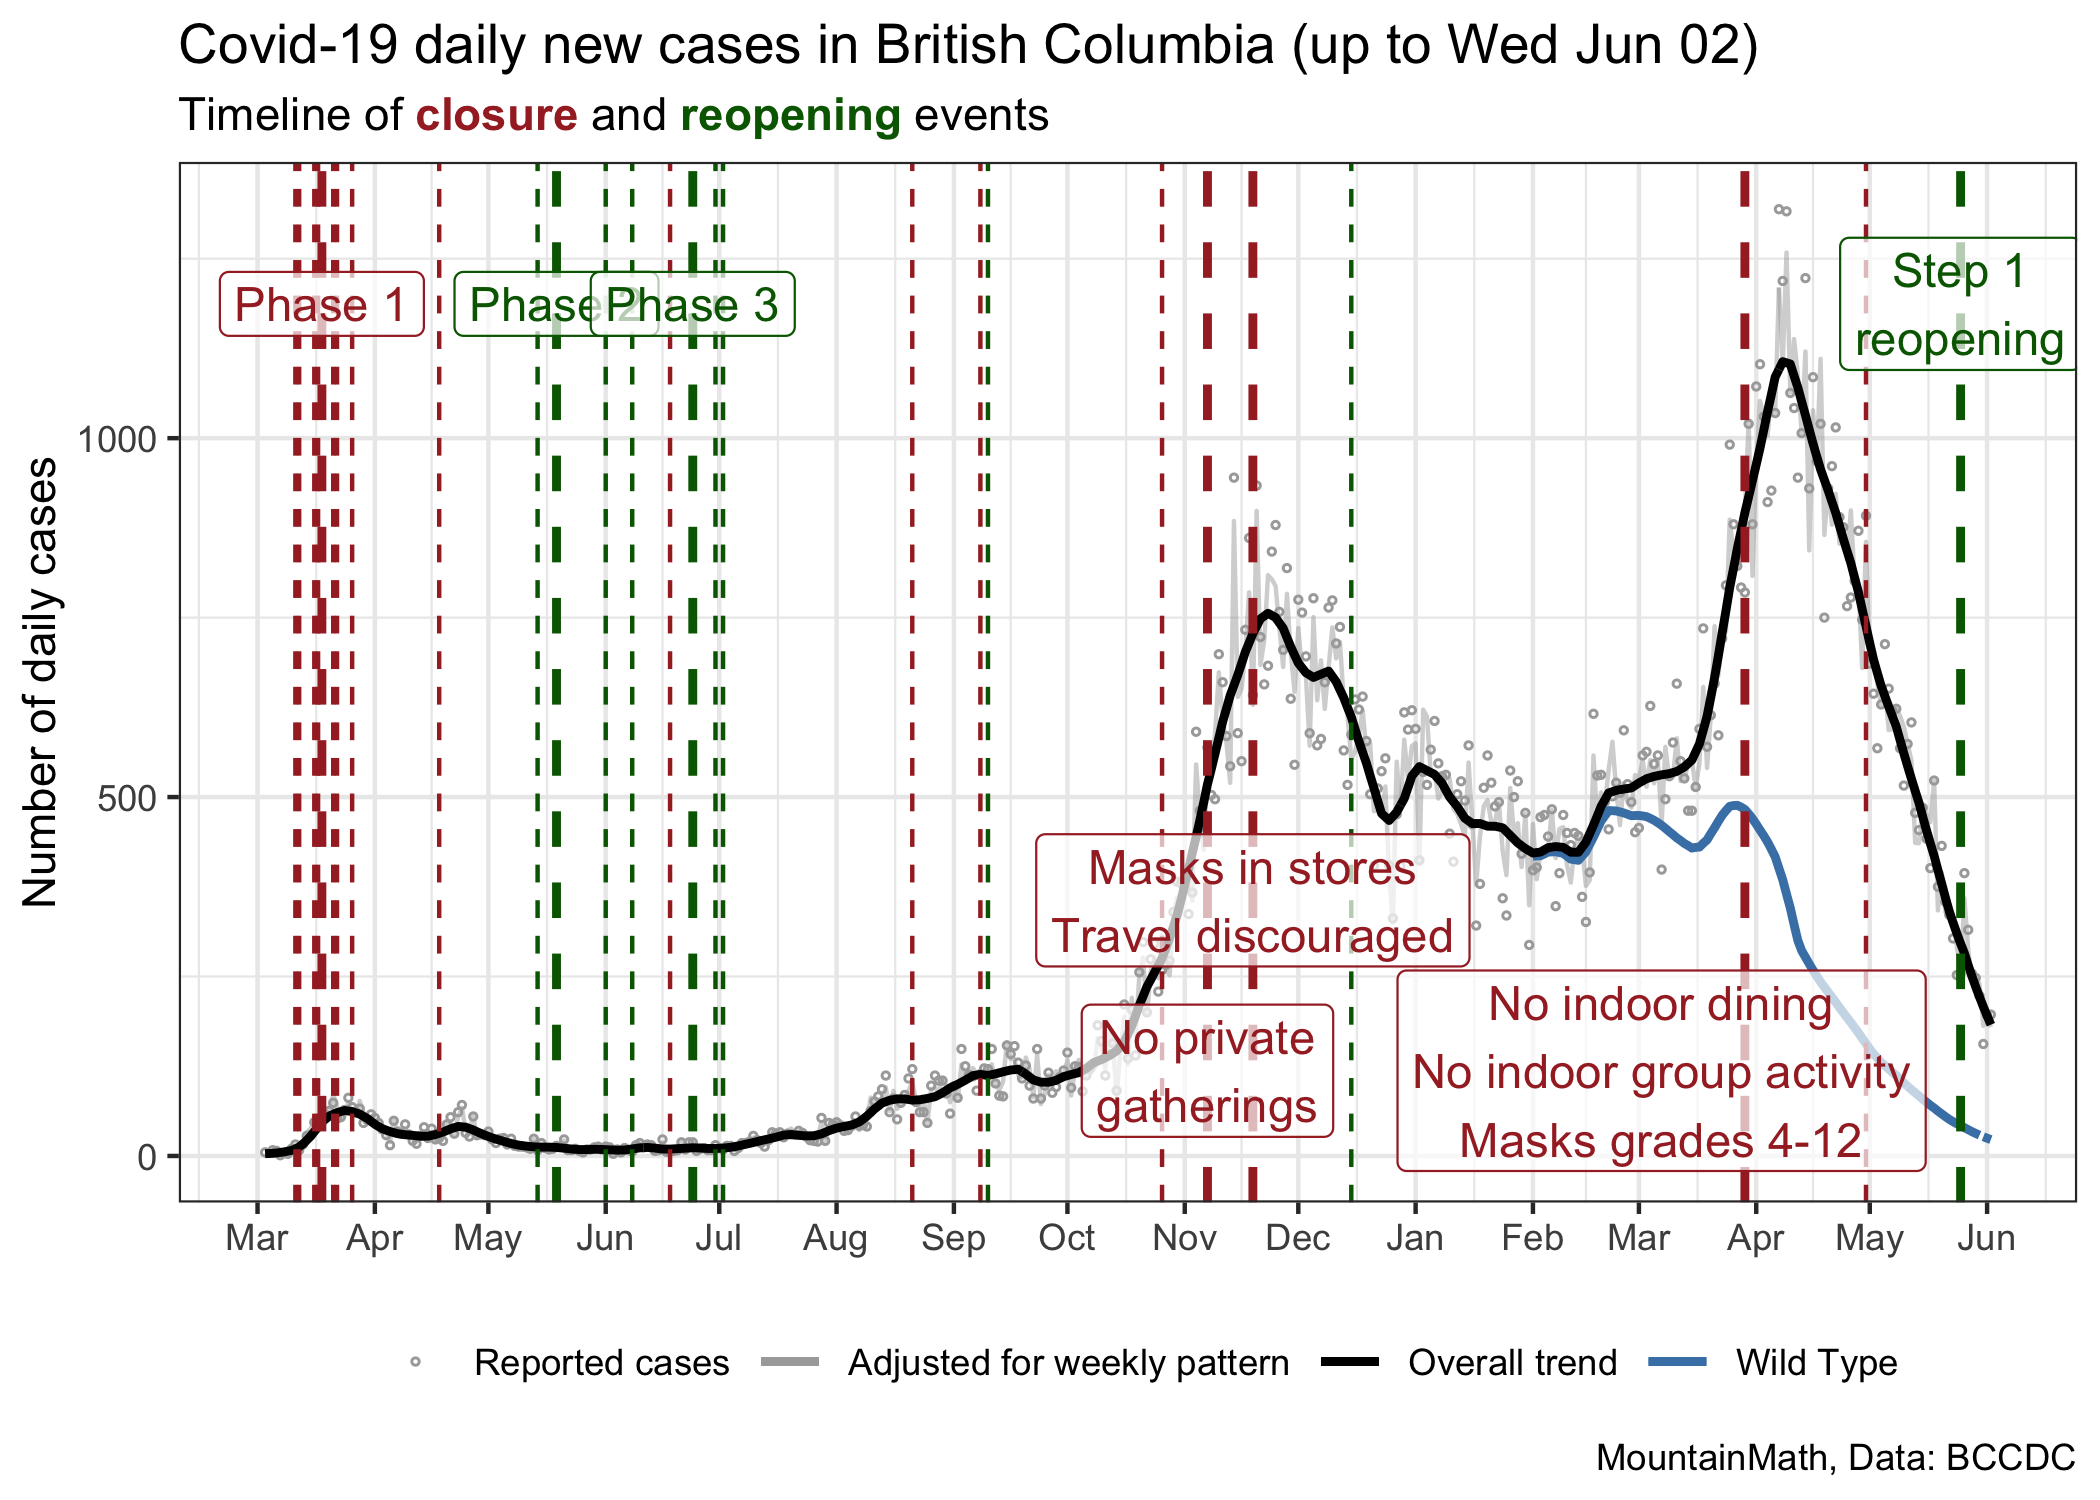 Covid-19 daily new cases in British Columbia (up to Wed Jun 02)
Timeline of closure and reopening events
Number of daily cases
1000
500
0
Phase 1
Phase 2
Phase 3
Step 1
reopening
Masks in stores
Travel discouraged
No private
gatherings
No indoor dining
No indoor group activity
Masks grades 4-12
Mar Apr May Jun Jul Aug Sep Oct Nov Dec Jan Feb Mar Apr May Jun
Reported cases Adjusted for weekly pattern Overall trend Wild Type
MountainMath, Data: BCCDC